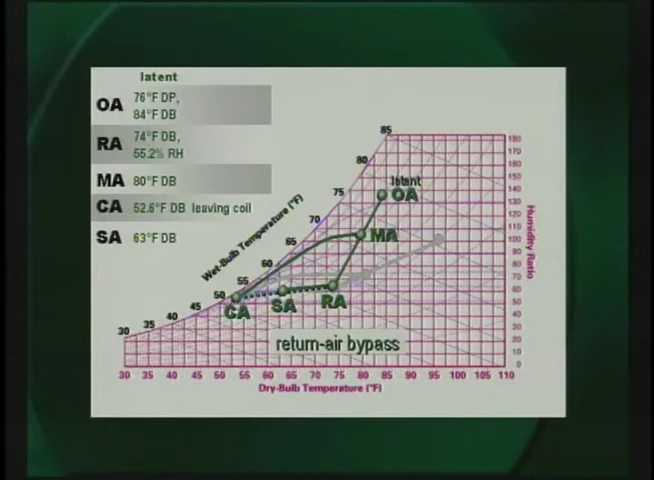 latent
OA 76°F DP,
84°F DB
RA 74°F DB,
55.2% RH
MA 80°F DB
CA 52.6°F DB leaving coil
SA 63°F DB
Wet-Bulb Temperature (°F)
30 35 40 45 50 55 60 65 70 75 80 85
latent
OA
MA
RA
SA
CA
return-air bypass
180
170
160
150
140
130
120
110
100
90
80
70
60
50
40
30
20
10
0
Humidity Ratio
30 35 40 45 50 55 60 65 70 75 80 85 90 95 100 105 110
Dry-Bulb Temperature (°F)